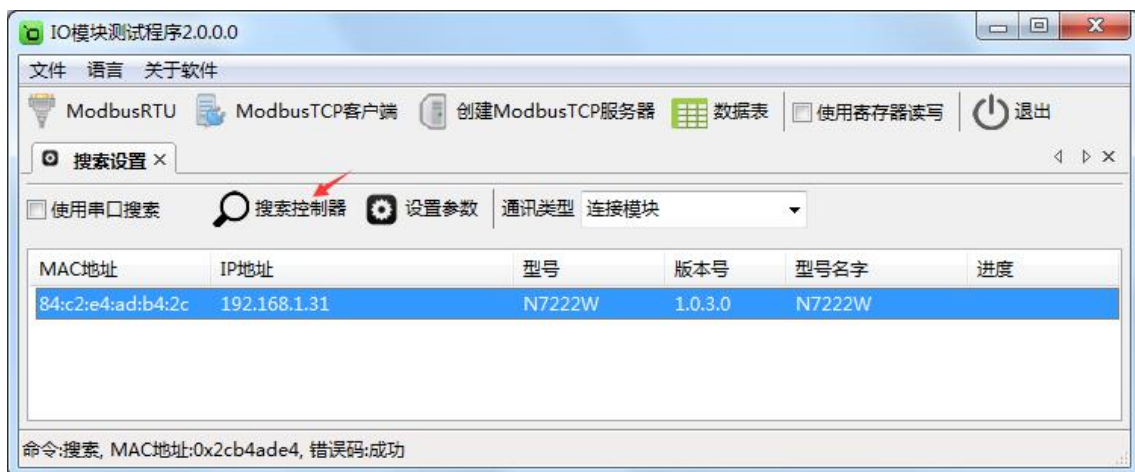 IO模块测试程序2.0.0.0
文件 语言 关于软件
ModbusRTU ModbusTCP客户端 创建ModbusTCP服务器 数据表 使用寄存器读写 退出
搜索设置
使用串口搜索 搜索控制器 设置参数 通讯类型 连接模块
MAC地址 IP地址 型号 版本号 型号名字 进度
84:c2:e4:ad:b4:2c 192.168.1.31 N7222W 1.0.3.0 N7222W
命令:搜索, MAC地址:0x2cb4ade4, 错误码:成功